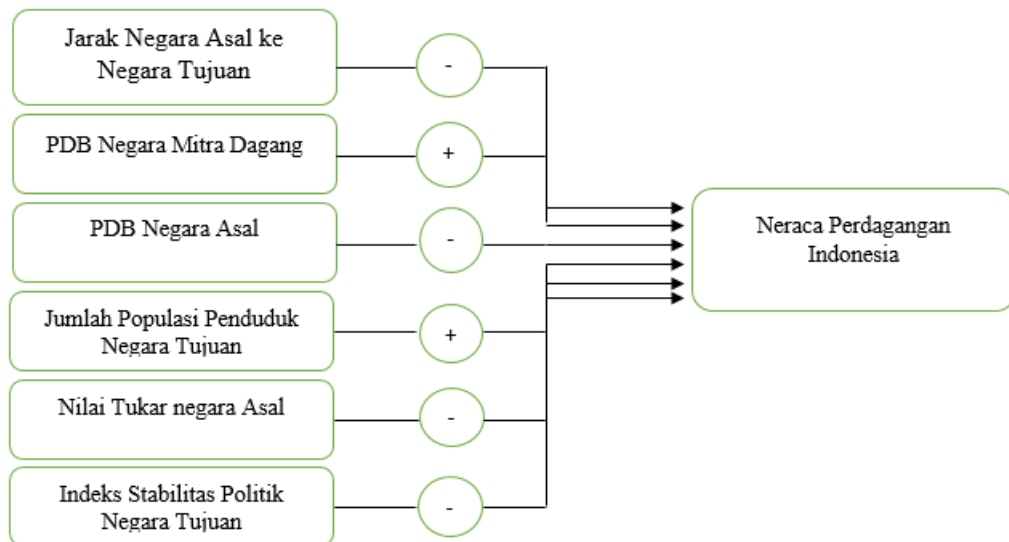 Jarak Negara Asal ke
Negara Tujuan
-
PDB Negara Mitra Dagang
+
PDB Negara Asal
-
Jumlah Populasi Penduduk
Negara Tujuan
+
Nilai Tukar negara Asal
-
Indeks Stabilitas Politik
Negara Tujuan
-
Neraca Perdagangan
Indonesia